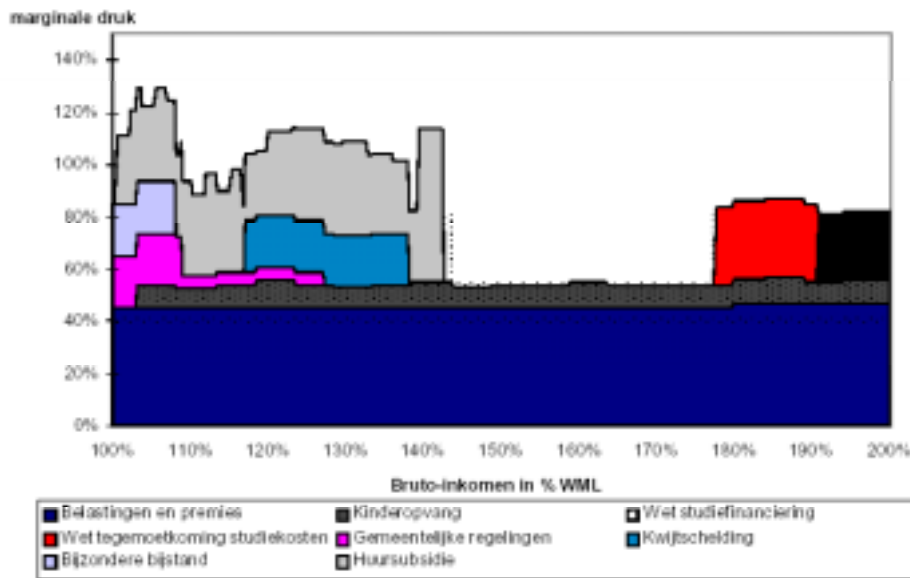 marginale druk
140%
120%
100%
80%
60%
40%
20%
0%
100% 110% 120% 130% 140% 150% 160% 170% 180% 190% 200%
Bruto-inkomen in % WML
Belastingen en premies Kinderopvang Wet studiefinanciering
Wet tegemoetkoming studiekosten Gemeentelijke regelingen Kwijtschelding
Bijzondere bijstand Huursubsidie